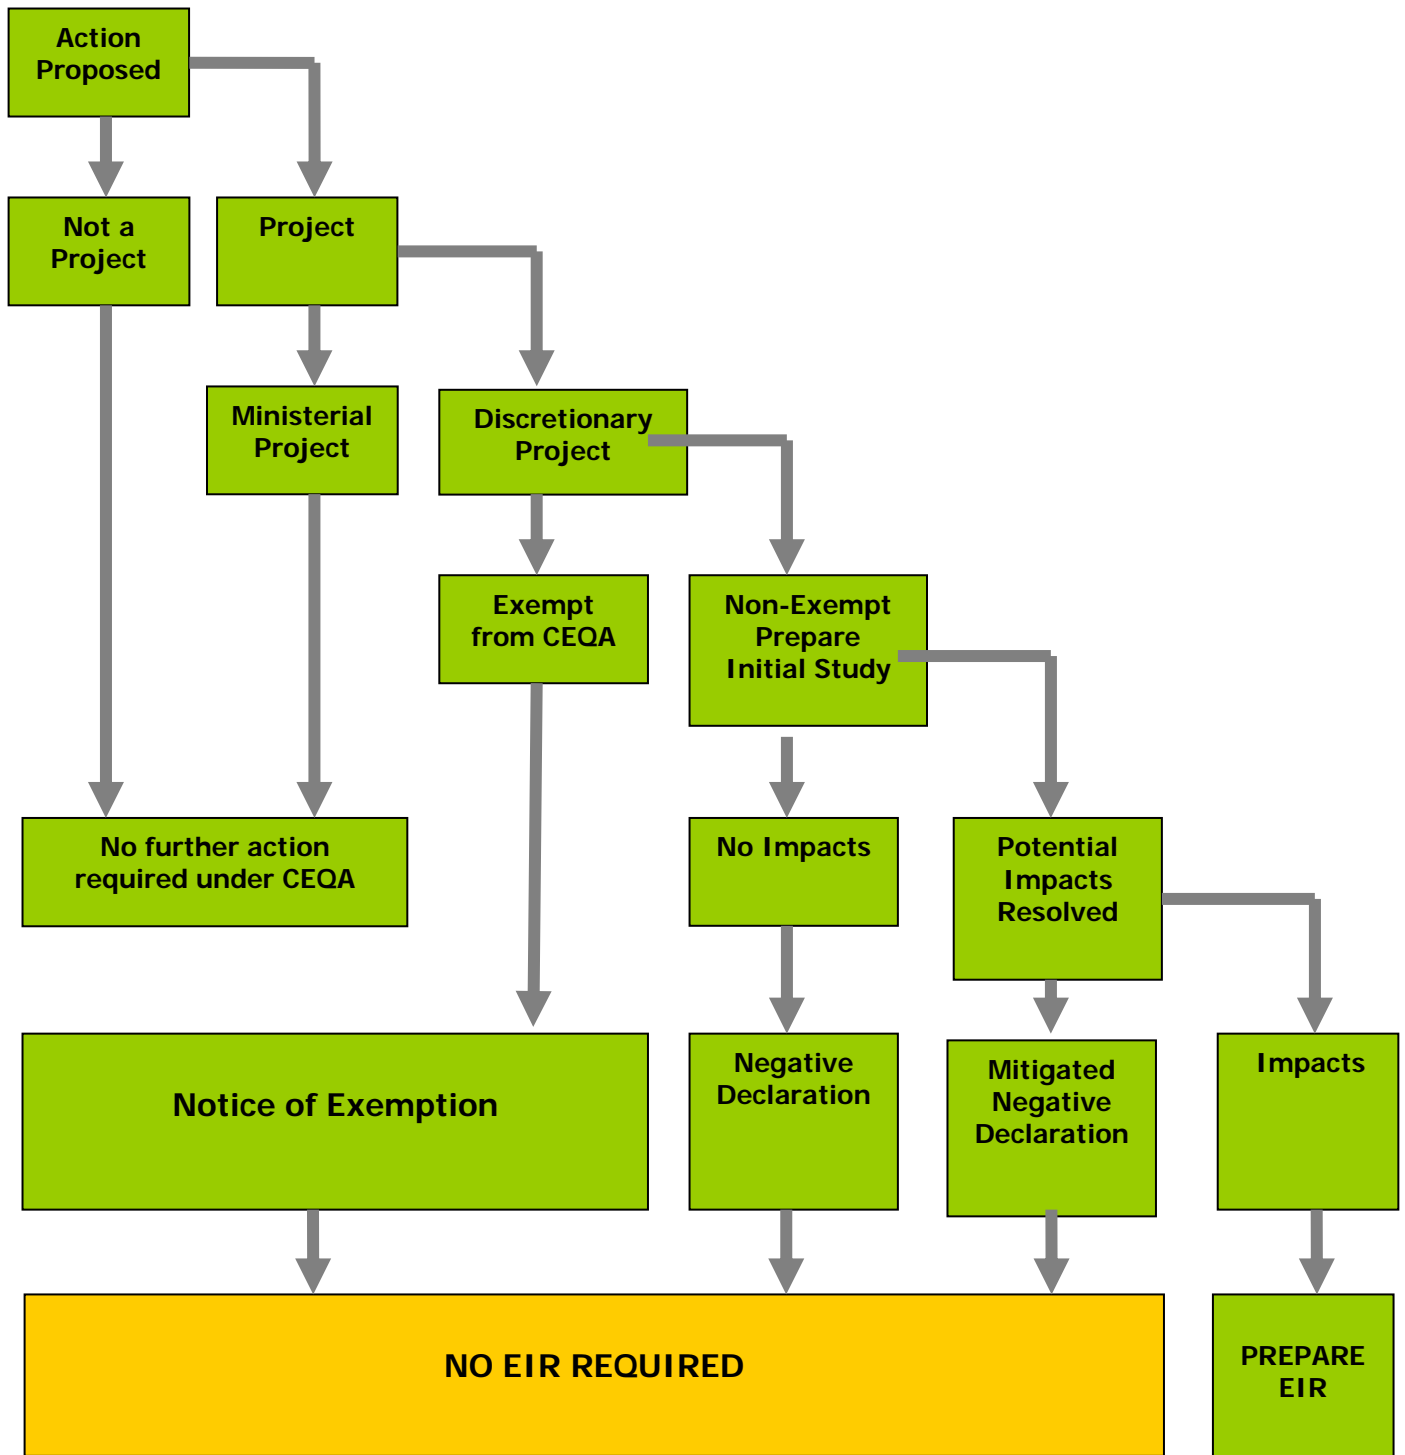 Action
Proposed
Not a
Project
Project
Ministerial
Project
Discretionary
Project
Exempt
from CEQA
Non-Exempt
Prepare
Initial Study
No further action
required under CEQA
No Impacts
Potential
Impacts
Resolved
Notice of Exemption
Negative
Declaration
Mitigated
Negative
Declaration
Impacts
NO EIR REQUIRED
PREPARE
EIR